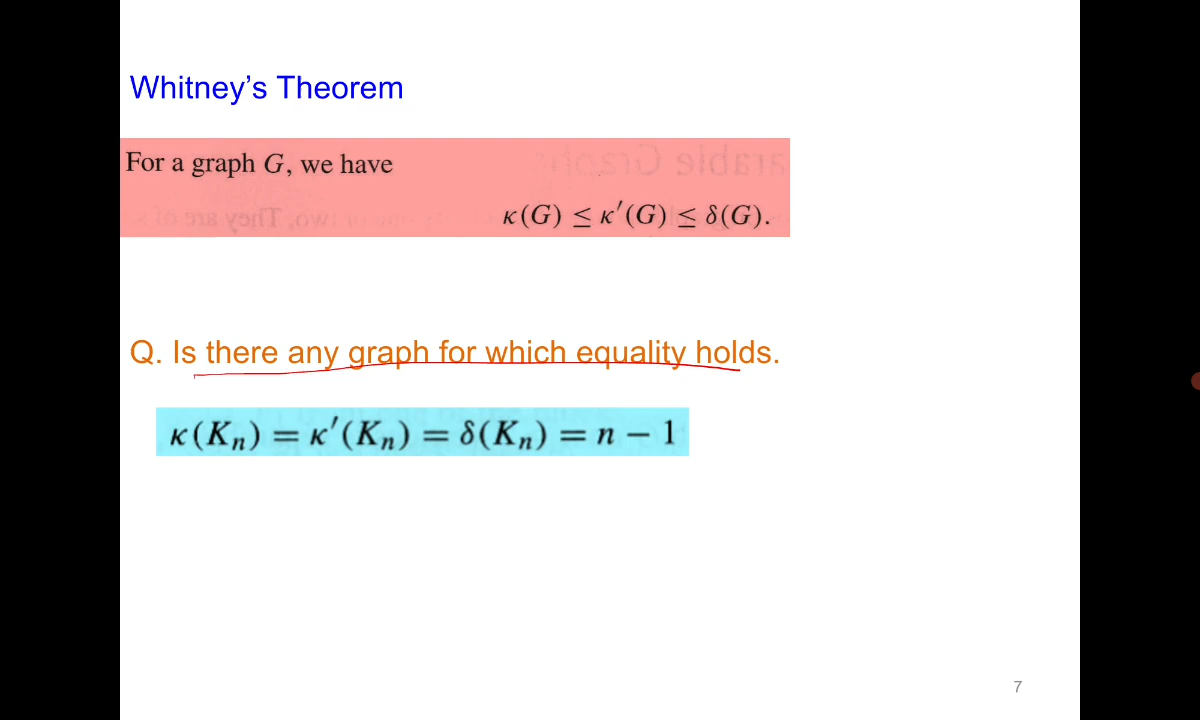 Whitney’s Theorem
For a graph G, we have
κ(G) ≤ κ′(G) ≤ δ(G).
Q. Is there any graph for which equality holds.
κ(Kₙ) = κ′(Kₙ) = δ(Kₙ) = n − 1
7